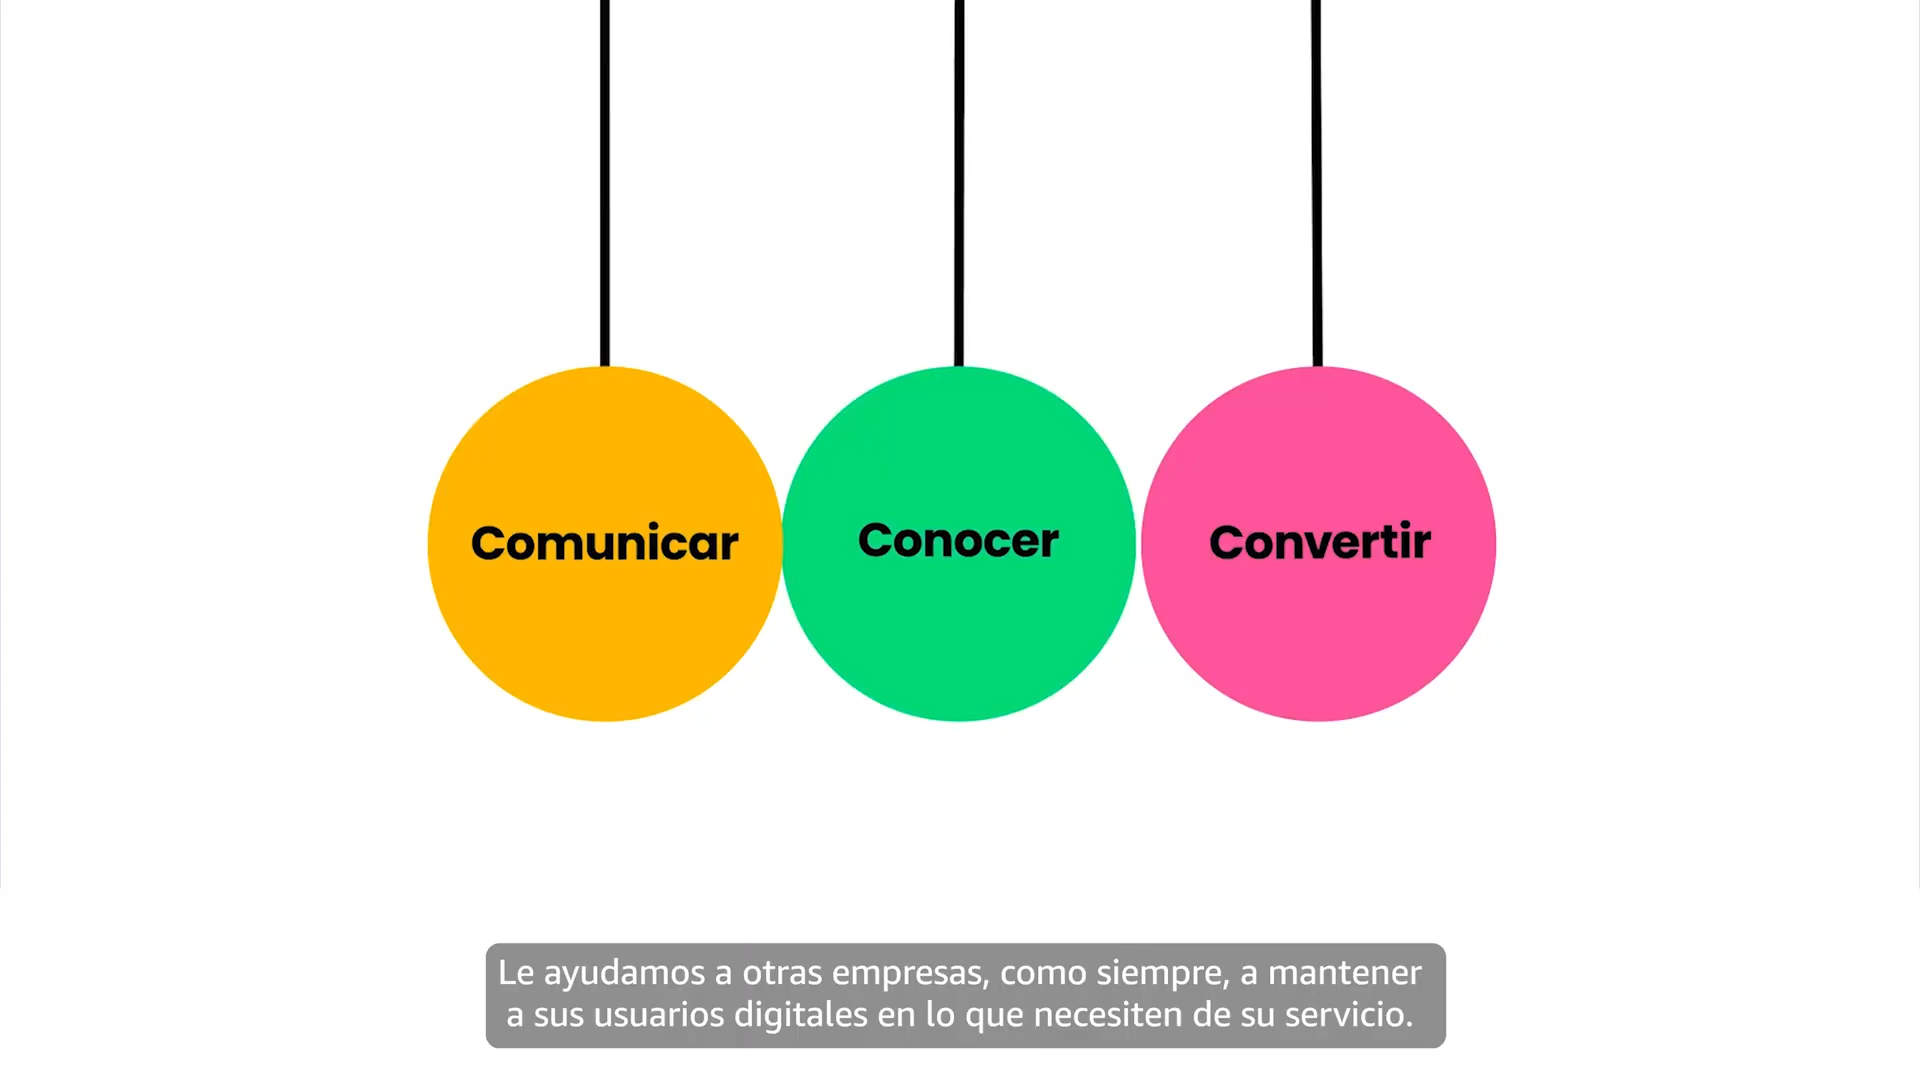 Comunicar
Conocer
Convertir
Le ayudamos a otras empresas, como siempre, a mantener
a sus usuarios digitales en lo que necesiten de su servicio.